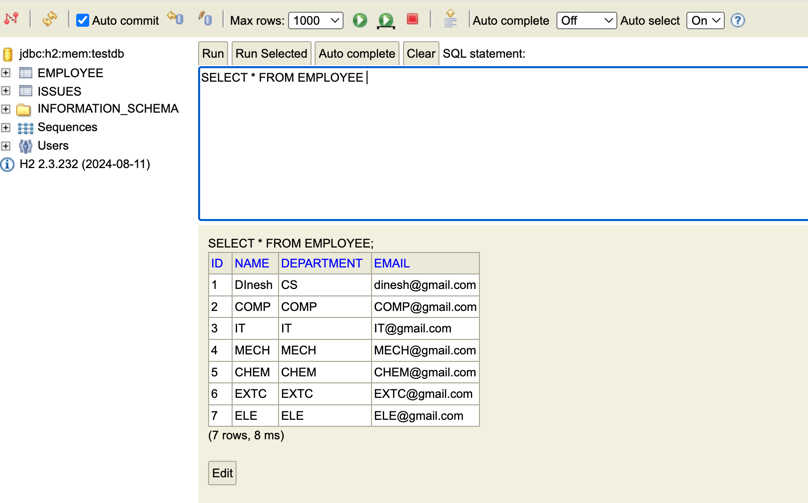 Auto commit Max rows: 1000 Auto complete Off Auto select On ?
jdbc:h2:mem:testdb
EMPLOYEE
ISSUES
INFORMATION_SCHEMA
Sequences
Users
H2 2.3.232 (2024-08-11)
Run Run Selected Auto complete Clear SQL statement:
SELECT * FROM EMPLOYEE
SELECT * FROM EMPLOYEE;
ID NAME DEPARTMENT EMAIL
1 DInesh CS dinesh@gmail.com
2 COMP COMP COMP@gmail.com
3 IT IT IT@gmail.com
4 MECH MECH MECH@gmail.com
5 CHEM CHEM CHEM@gmail.com
6 EXTC EXTC EXTC@gmail.com
7 ELE ELE ELE@gmail.com
(7 rows, 8 ms)
Edit